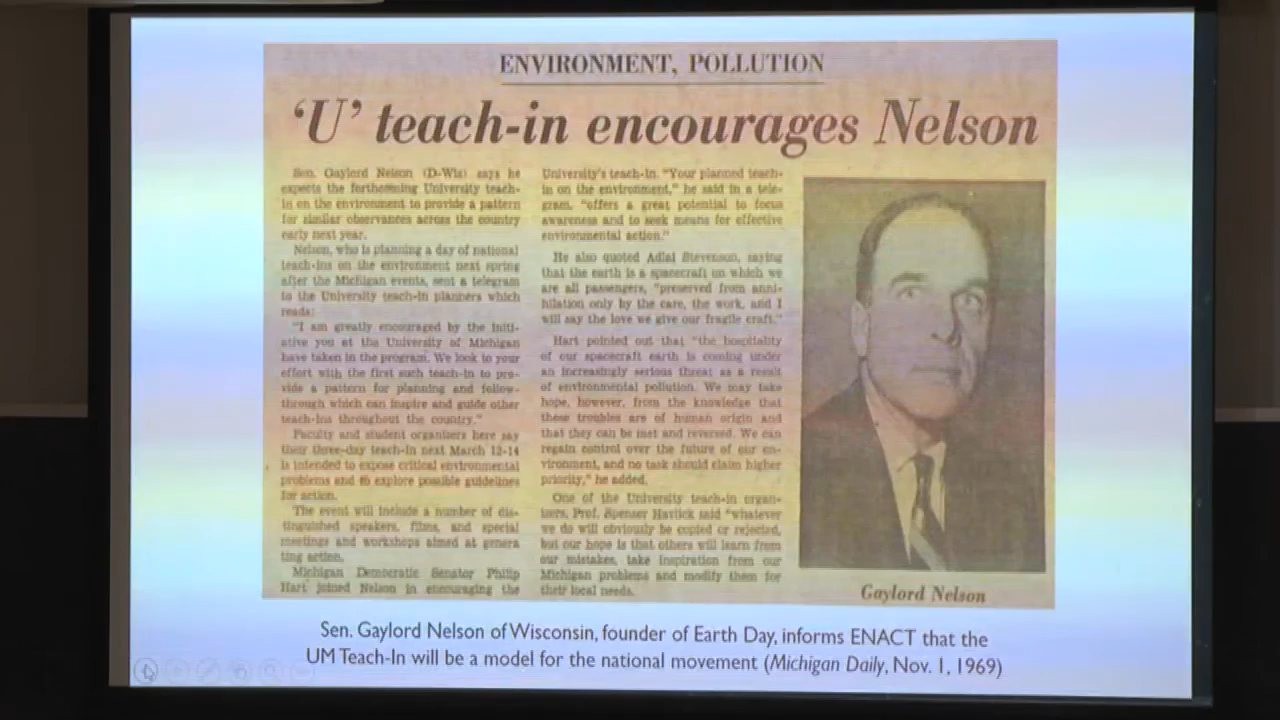 ENVIRONMENT, POLLUTION
'U' teach-in encourages Nelson
Sen. Gaylord Nelson (D-Wis) says he
expects the forthcoming University teach-
in on the environment to provide a pattern
for similar observances across the country
early next year.
Nelson, who is planning a day of national
teach-ins on the environment next spring
after the Michigan events, sent a telegram
to the University teach-in planners which
reads:
"I am greatly encouraged by the initi-
ative you at the University of Michigan
have taken in the program. We look to your
effort with the first such teach-in to pro-
vide a pattern for planning and follow-
through which can inspire and guide other
teach-ins throughout the country."
Faculty and student organizers here say
their three-day teach-in next March 12-14
is intended to expose critical environmental
problems and to explore possible guidelines
for action.
The event will include a number of dis-
tinguished speakers, films, and special
meetings and workshops aimed at genera
ting action.
Michigan Democratic Senator Philip
Hart joined Nelson in encouraging the
University's teach-in. "Your planned teach-
in on the environment," he said in a tele-
gram, "offers a great potential to focus
awareness and to seek means for effective
environmental action."
He also quoted Adlai Stevenson, saying
that the earth is a spacecraft on which we
are all passengers, "preserved from anni-
hilation only by the care, the work, and I
will say the love we give our fragile craft."
Hart pointed out that "the hospitality
of our spacecraft earth is coming under
an increasingly serious threat as a result
of environmental pollution. We may take
hope, however, from the knowledge that
these troubles are of human origin and
that they can be met and reversed. We can
regain control over the future of our en-
vironment, and no task should claim higher
priority," he added.
One of the University teach-in organ-
izers, Prof. Spenser Havlick said "whatever
we do will obviously be copied or rejected,
but our hope is that others will learn from
our mistakes, take inspiration from our
Michigan problems and modify them for
their local needs.
Gaylord Nelson
Sen. Gaylord Nelson of Wisconsin, founder of Earth Day, informs ENACT that the
UM Teach-In will be a model for the national movement (Michigan Daily, Nov. 1, 1969)